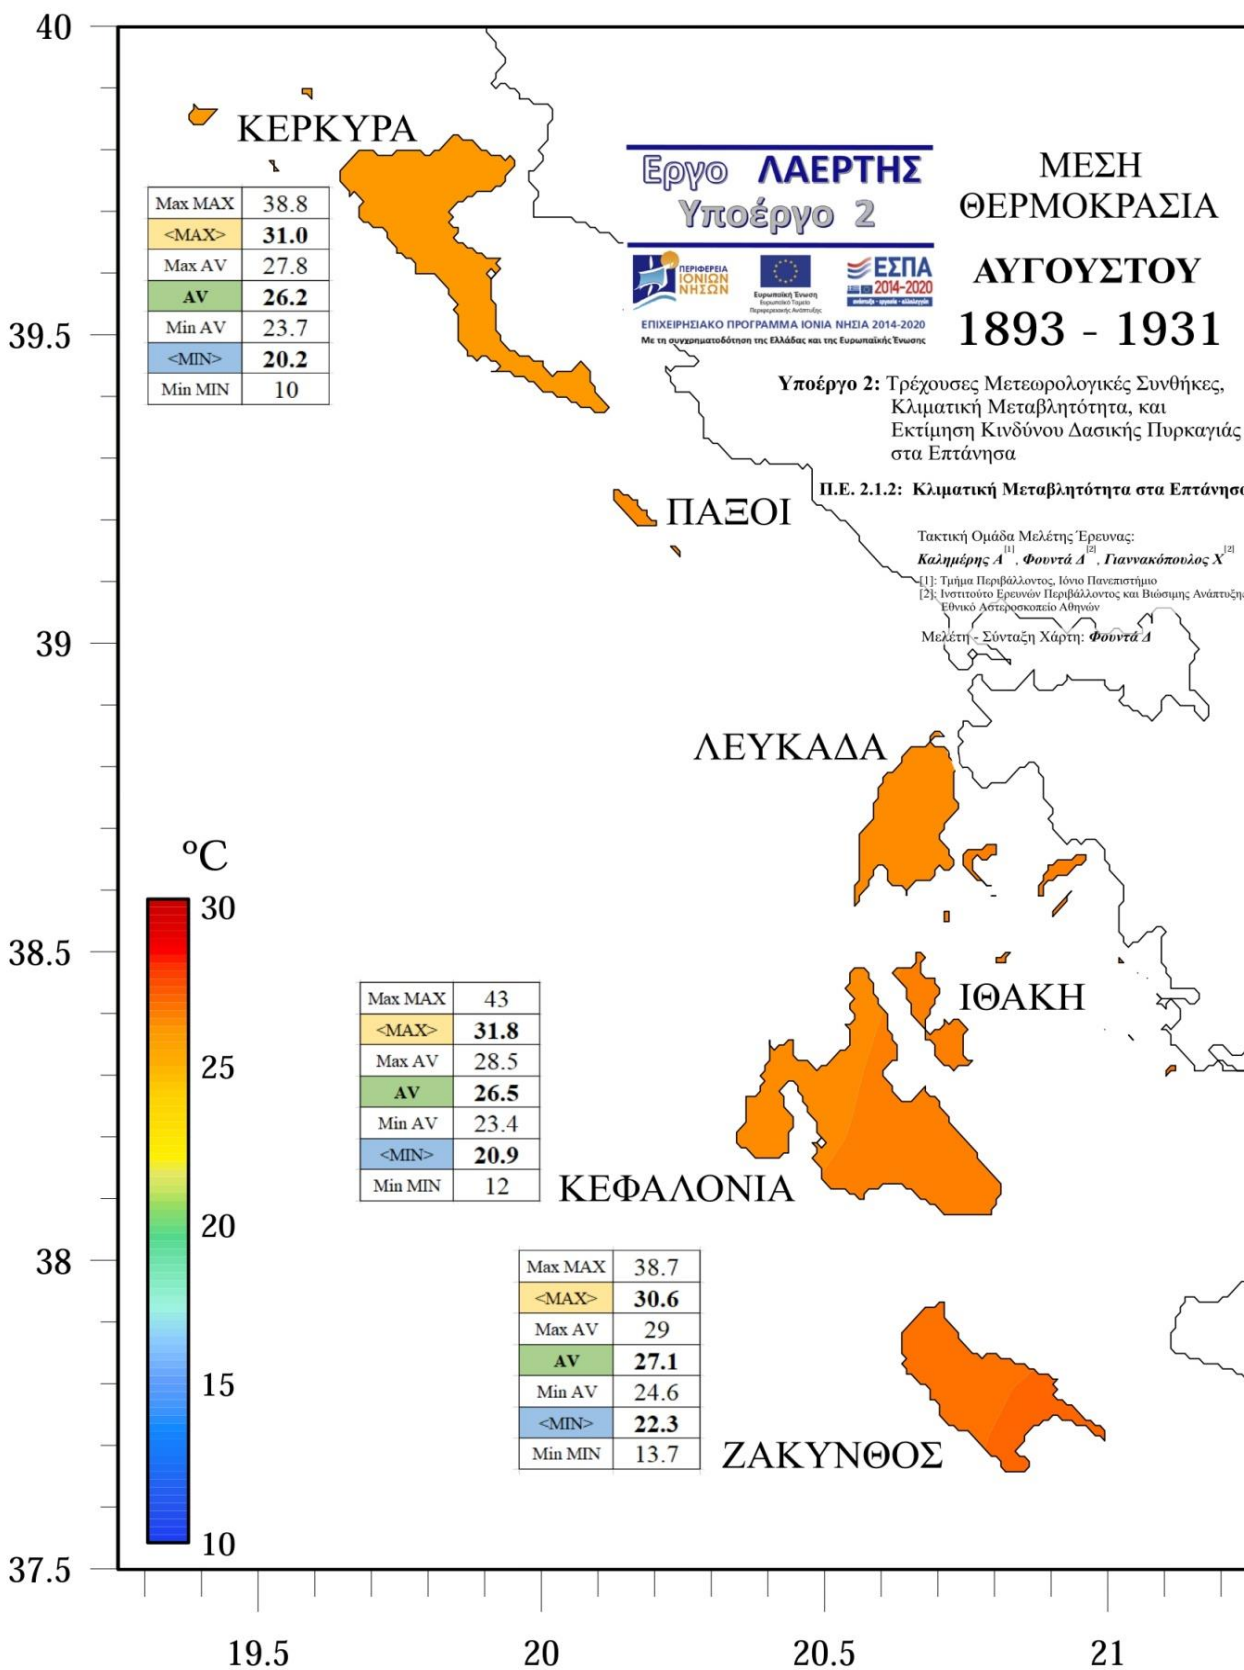 40
ΚΕΡΚΥΡΑ
Max MAX 38.8
<MAX> 31.0
Max AV 27.8
AV 26.2
Min AV 23.7
<MIN> 20.2
Min MIN 10
Εργο ΛΑΕΡΤΗΣ
Υποέργο 2
ΠΕΡΙΦΕΡΕΙΑ
ΙΟΝΙΩΝ
ΝΗΣΩΝ
Ευρωπαϊκή Ένωση
Ευρωπαϊκό Ταμείο
Περιφερειακής Ανάπτυξης
ΕΣΠΑ
2014-2020
ανάπτυξη - εργασία - αλληλεγγύη
ΕΠΙΧΕΙΡΗΣΙΑΚΟ ΠΡΟΓΡΑΜΜΑ ΙΟΝΙΑ ΝΗΣΙΑ 2014-2020
Με τη συγχρηματοδότηση της Ελλάδας και της Ευρωπαϊκής Ένωσης
ΜΕΣΗ
ΘΕΡΜΟΚΡΑΣΙΑ
ΑΥΓΟΥΣΤΟΥ
1893 - 1931
39.5
Υποέργο 2: Τρέχουσες Μετεωρολογικές Συνθήκες,
Κλιματική Μεταβλητότητα, και
Εκτίμηση Κινδύνου Δασικής Πυρκαγιάς
στα Επτάνησα
Π.Ε. 2.1.2: Κλιματική Μεταβλητότητα στα Επτάνησα
ΠΑΞΟΙ
Τακτική Ομάδα Μελέτης Έρευνας:
Καλημέρης Α[1], Φουντά Δ[2], Γιαννακόπουλος Χ[2]
[1]: Τμήμα Περιβάλλοντος, Ιόνιο Πανεπιστήμιο
[2]: Ινστιτούτο Ερευνών Περιβάλλοντος και Βιώσιμης Ανάπτυξης
Εθνικό Αστεροσκοπείο Αθηνών
Μελέτη - Σύνταξη Χάρτη: Φουντά Δ
39
ΛΕΥΚΑΔΑ
°C
30
25
20
15
10
38.5
ΙΘΑΚΗ
Max MAX 43
<MAX> 31.8
Max AV 28.5
AV 26.5
Min AV 23.4
<MIN> 20.9
Min MIN 12
ΚΕΦΑΛΟΝΙΑ
38
Max MAX 38.7
<MAX> 30.6
Max AV 29
AV 27.1
Min AV 24.6
<MIN> 22.3
Min MIN 13.7
ΖΑΚΥΝΘΟΣ
37.5
19.5 20 20.5 21